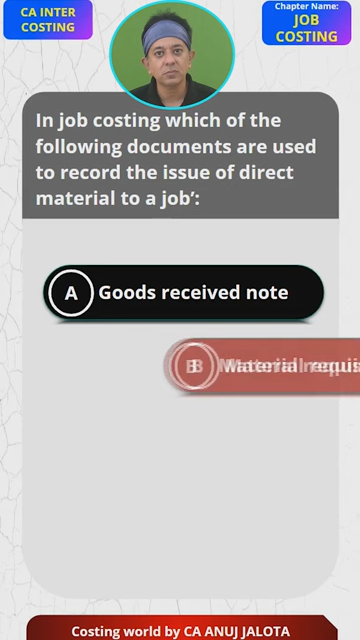 CA INTER
COSTING
Chapter Name:
JOB
COSTING
In job costing which of the
following documents are used
to record the issue of direct
material to a job':
A Goods received note
B Material
Costing world by CA ANUJ JALOTA